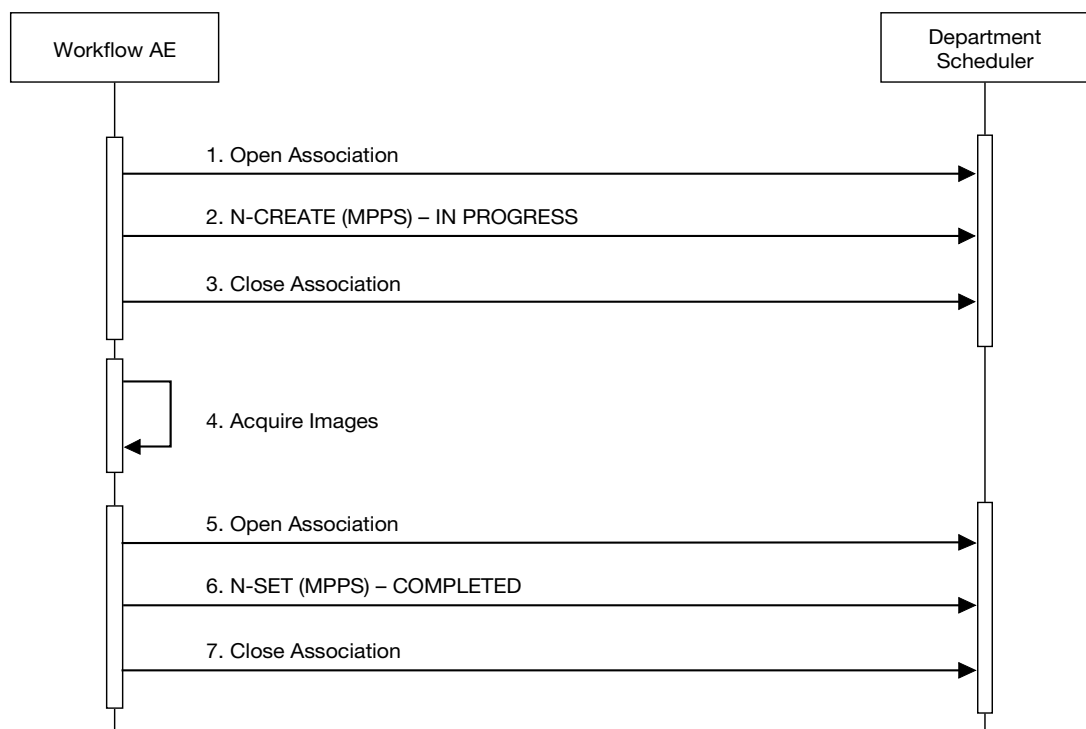 Workflow AE
Department
Scheduler
1. Open Association
2. N-CREATE (MPPS) – IN PROGRESS
3. Close Association
4. Acquire Images
5. Open Association
6. N-SET (MPPS) – COMPLETED
7. Close Association